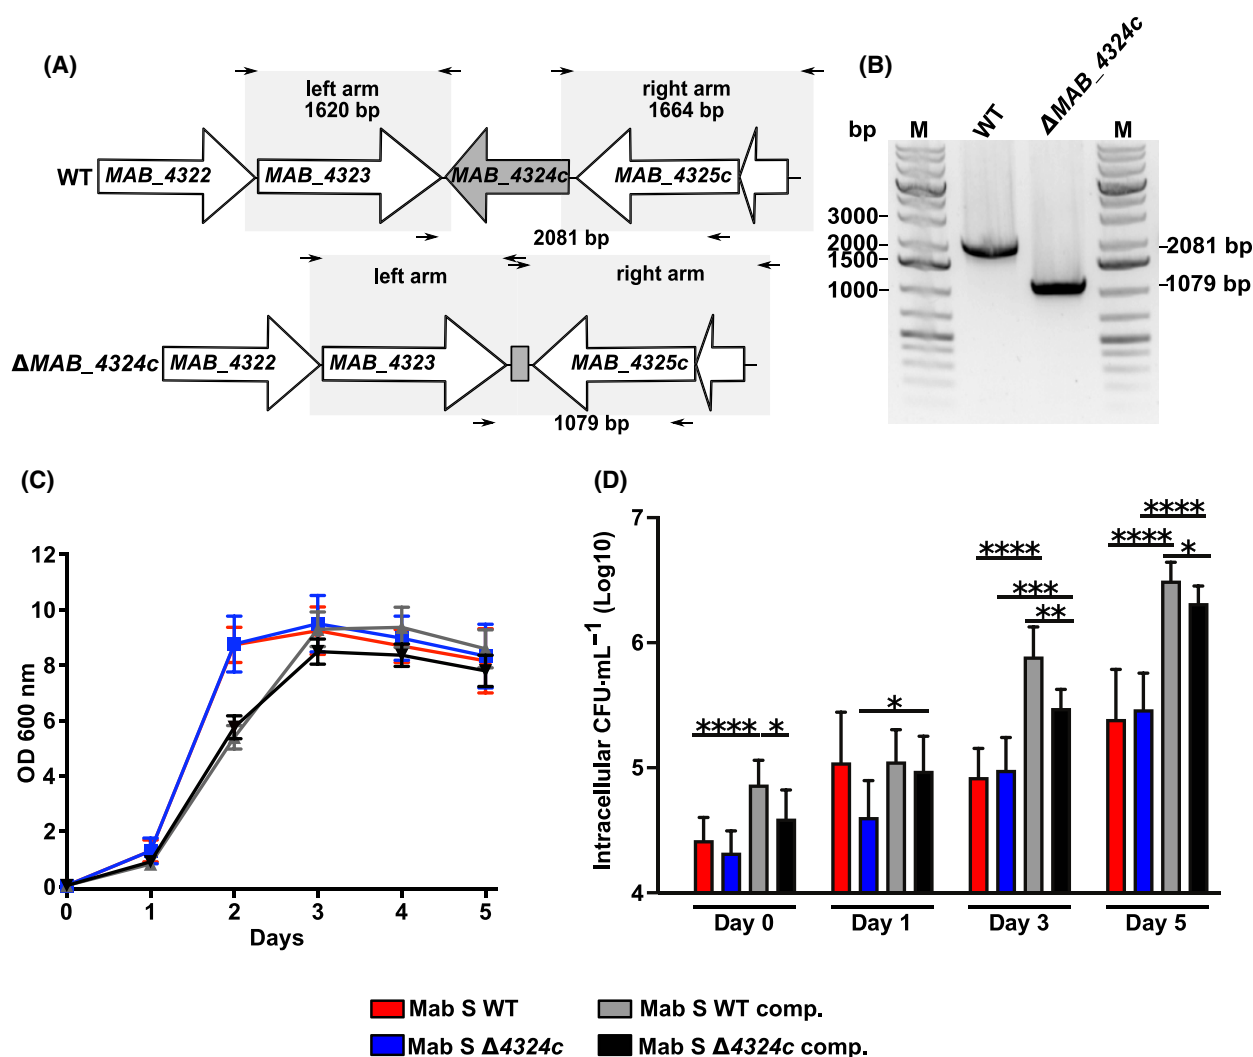 (A)
left arm
1620 bp
right arm
1664 bp
WT
MAB_4322
MAB_4323
MAB_4324c
MAB_4325c
2081 bp
left arm
right arm
ΔMAB_4324c
MAB_4322
MAB_4323
MAB_4325c
1079 bp
(B)
bp
M
WT
ΔMAB_4324c
M
3000
2000
1500
1000
2081 bp
1079 bp
(C)
OD 600 nm
12
10
8
6
4
2
0
0 1 2 3 4 5
Days
(D)
Intracellular CFU·mL⁻¹ (Log10)
7
6
5
4
**** *
*
****
***
**
****
****
*
Day 0 Day 1 Day 3 Day 5
Mab S WT
Mab S WT comp.
Mab S Δ4324c
Mab S Δ4324c comp.